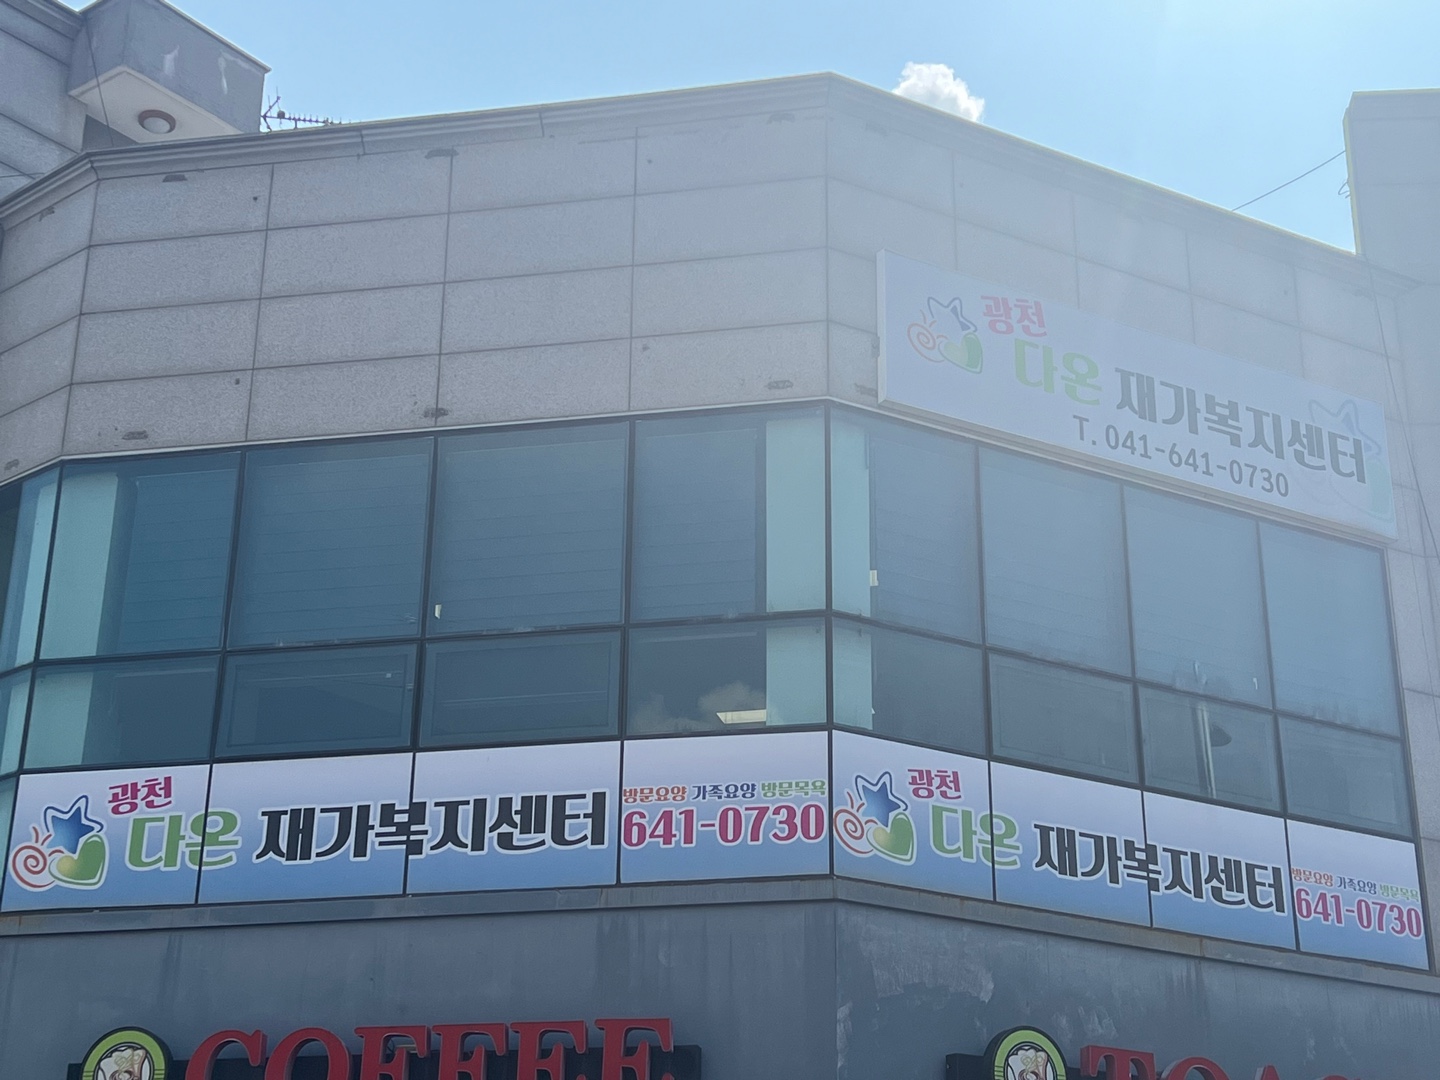 광천
다온 재가복지센터
T. 041-641-0730
광천
다온 재가복지센터
방문요양 가족요양 방문목욕
641-0730
광천
다온 재가복지센터
방문요양 가족요양 방문목욕
641-0730
COFFEE
TOAS